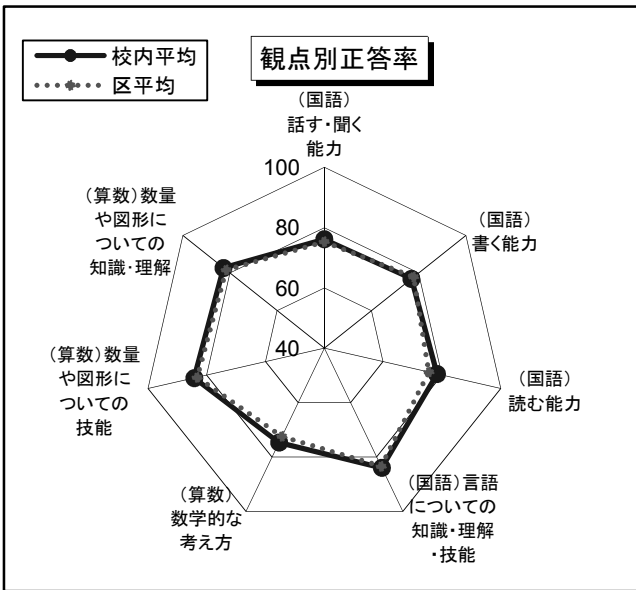 校内平均
区平均
観点別正答率
(国語)
話す・聞く
能力
100
80
60
40
(国語)
書く能力
(国語)
読む能力
(国語)言語
についての
知識・理解
・技能
(算数)
数学的な
考え方
(算数)数量
や図形に
ついての
技能
(算数)数量
や図形に
ついての
知識・理解